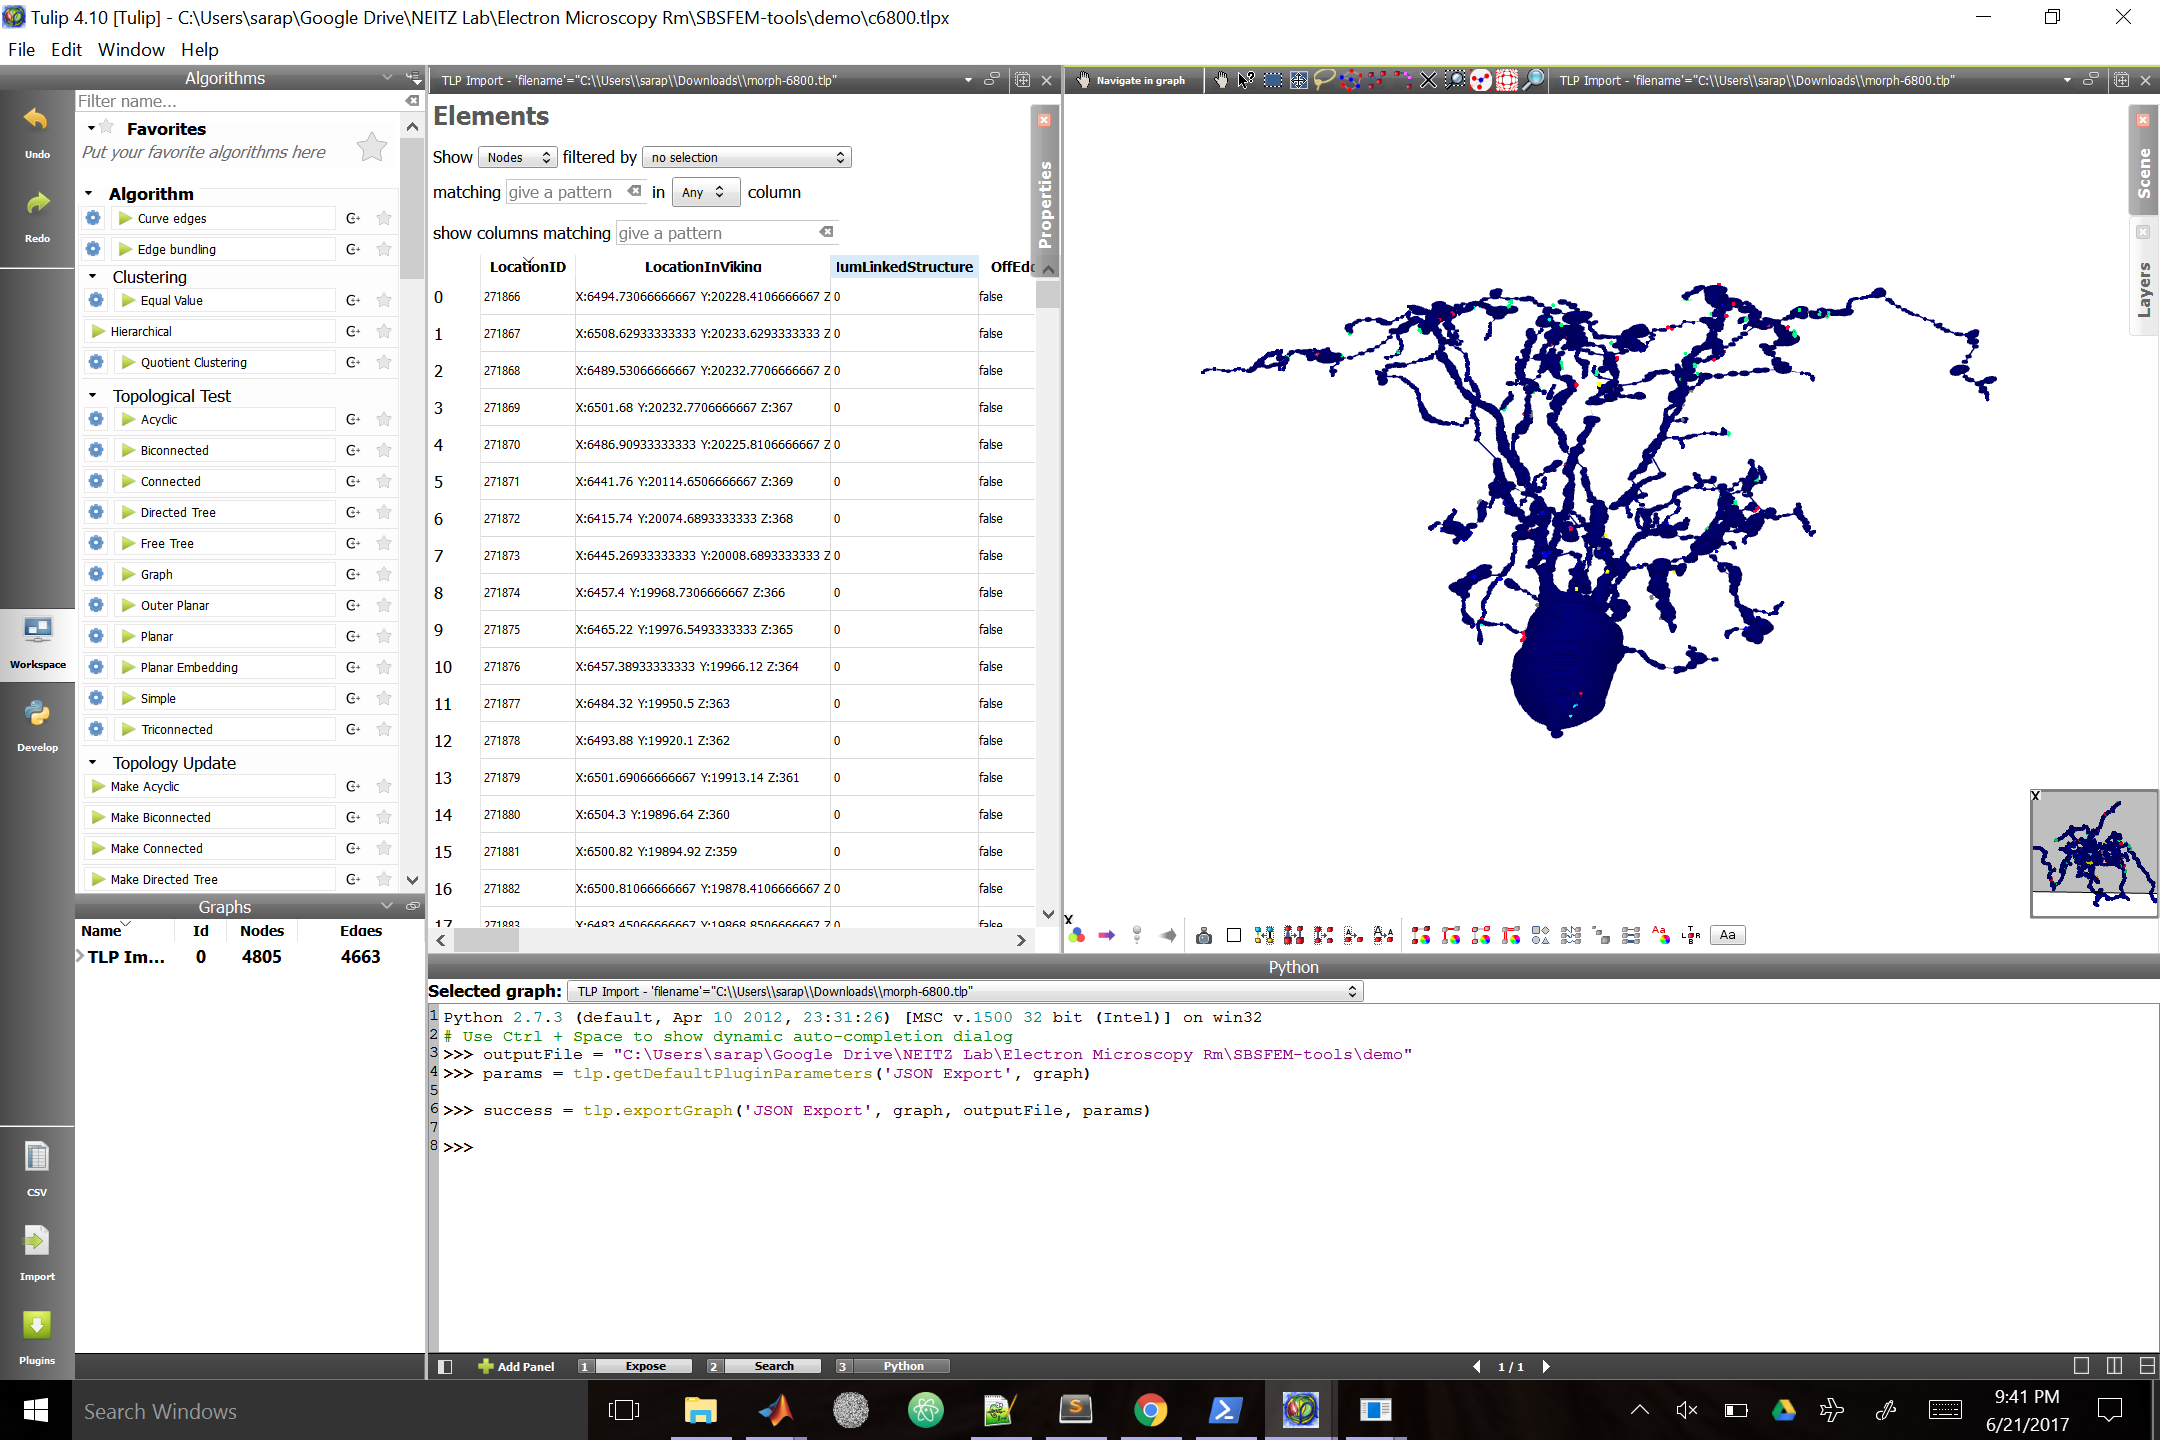 Tulip 4.10 [Tulip] - C:\Users\sarap\Google Drive\NEITZ Lab\Electron Microscopy Rm\SBSFEM-tools\demo\c6800.tlpx
File Edit Window Help
Algorithms
Filter name...
Favorites
Put your favorite algorithms here
Algorithm
Curve edges
Edge bundling
Clustering
Equal Value
Hierarchical
Quotient Clustering
Topological Test
Acyclic
Biconnected
Connected
Directed Tree
Free Tree
Graph
Outer Planar
Planar
Planar Embedding
Simple
Triconnected
Topology Update
Make Acyclic
Make Biconnected
Make Connected
Make Directed Tree
Undo
Redo
Workspace
Develop
CSV
Import
Plugins
Graphs
Name Id Nodes Edges
TLP Im... 0 4805 4663
TLP Import - 'filename'="C:\\Users\\sarap\\Downloads\\morph-6800.tlp"
Elements
Show Nodes filtered by no selection
matching give a pattern in Any column
show columns matching give a pattern
Properties
LocationID LocationInViking umLinkedStructure OffEdg
0 271866 X:6494.73066666667 Y:20228.4106666667 Z 0 false
1 271867 X:6508.62933333333 Y:20233.6293333333 Z 0 false
2 271868 X:6489.53066666667 Y:20232.7706666667 Z 0 false
3 271869 X:6501.68 Y:20232.7706666667 Z:367 0 false
4 271870 X:6486.90933333333 Y:20225.8106666667 Z 0 false
5 271871 X:6441.76 Y:20114.6506666667 Z:369 0 false
6 271872 X:6415.74 Y:20074.6893333333 Z:368 0 false
7 271873 X:6445.26933333333 Y:20008.6893333333 Z 0 false
8 271874 X:6457.4 Y:19968.7306666667 Z:366 0 false
9 271875 X:6465.22 Y:19976.5493333333 Z:365 0 false
10 271876 X:6457.38933333333 Y:19966.12 Z:364 0 false
11 271877 X:6484.32 Y:19950.5 Z:363 0 false
12 271878 X:6493.88 Y:19920.1 Z:362 0 false
13 271879 X:6501.69066666667 Y:19913.14 Z:361 0 false
14 271880 X:6504.3 Y:19896.64 Z:360 0 false
15 271881 X:6500.82 Y:19894.92 Z:359 0 false
16 271882 X:6500.81066666667 Y:19878.4106666667 Z 0 false
17 271883 X:6483.45066666667 Y:19868.8506666667 Z 0 false
Navigate in graph
TLP Import - 'filename'="C:\\Users\\sarap\\Downloads\\morph-6800.tlp"
Scene
Layers
X
X
Aa
Python
Selected graph: TLP Import - 'filename'="C:\\Users\\sarap\\Downloads\\morph-6800.tlp"
1 Python 2.7.3 (default, Apr 10 2012, 23:31:26) [MSC v.1500 32 bit (Intel)] on win32
2 # Use Ctrl + Space to show dynamic auto-completion dialog
3 >>> outputFile = "C:\Users\sarap\Google Drive\NEITZ Lab\Electron Microscopy Rm\SBSFEM-tools\demo"
4 >>> params = tlp.getDefaultPluginParameters('JSON Export', graph)
5
6 >>> success = tlp.exportGraph('JSON Export', graph, outputFile, params)
7
8 >>>
Add Panel 1 Expose 2 Search 3 Python 1 / 1
Search Windows
9:41 PM
6/21/2017